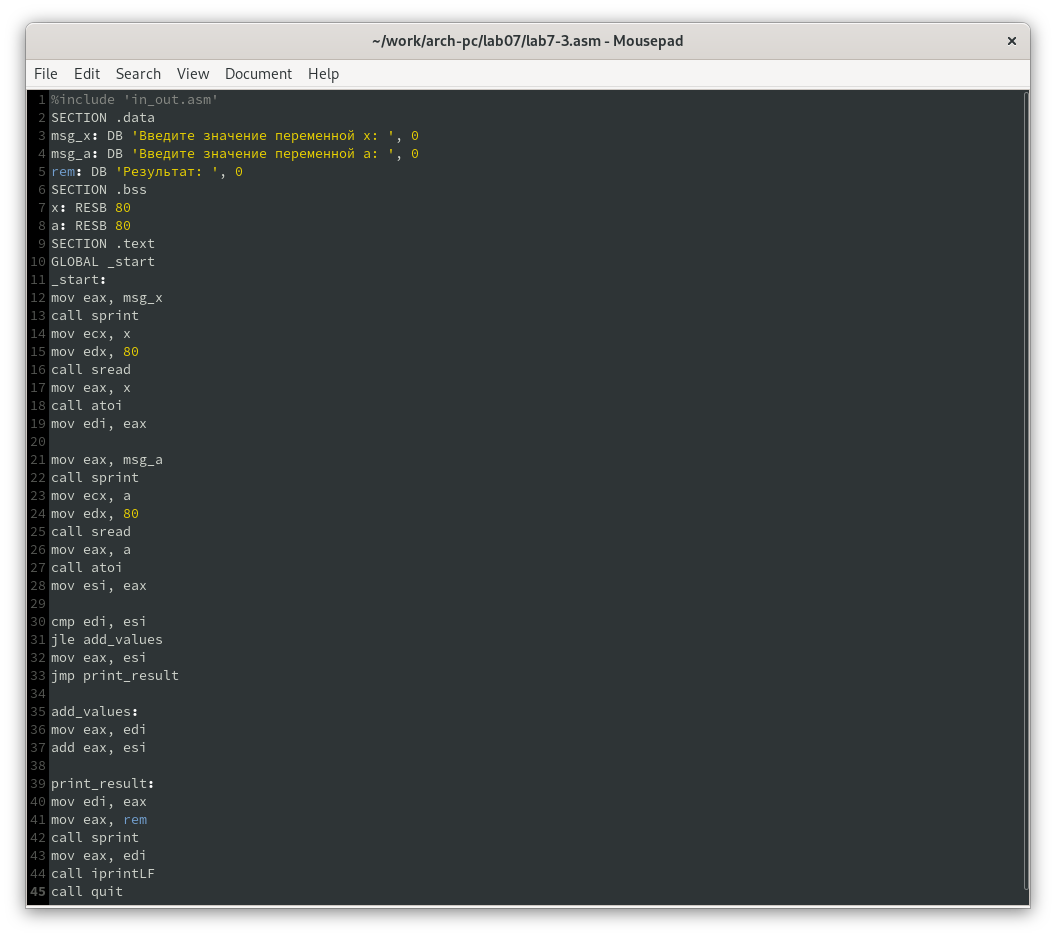 ~/work/arch-pc/lab07/lab7-3.asm - Mousepad
×
File Edit Search View Document Help
1 %include 'in_out.asm'
2 SECTION .data
3 msg_x: DB 'Введите значение переменной x: ', 0
4 msg_a: DB 'Введите значение переменной a: ', 0
5 rem: DB 'Результат: ', 0
6 SECTION .bss
7 x: RESB 80
8 a: RESB 80
9 SECTION .text
10 GLOBAL _start
11 _start:
12 mov eax, msg_x
13 call sprint
14 mov ecx, x
15 mov edx, 80
16 call sread
17 mov eax, x
18 call atoi
19 mov edi, eax
20
21 mov eax, msg_a
22 call sprint
23 mov ecx, a
24 mov edx, 80
25 call sread
26 mov eax, a
27 call atoi
28 mov esi, eax
29
30 cmp edi, esi
31 jle add_values
32 mov eax, esi
33 jmp print_result
34
35 add_values:
36 mov eax, edi
37 add eax, esi
38
39 print_result:
40 mov edi, eax
41 mov eax, rem
42 call sprint
43 mov eax, edi
44 call iprintLF
45 call quit